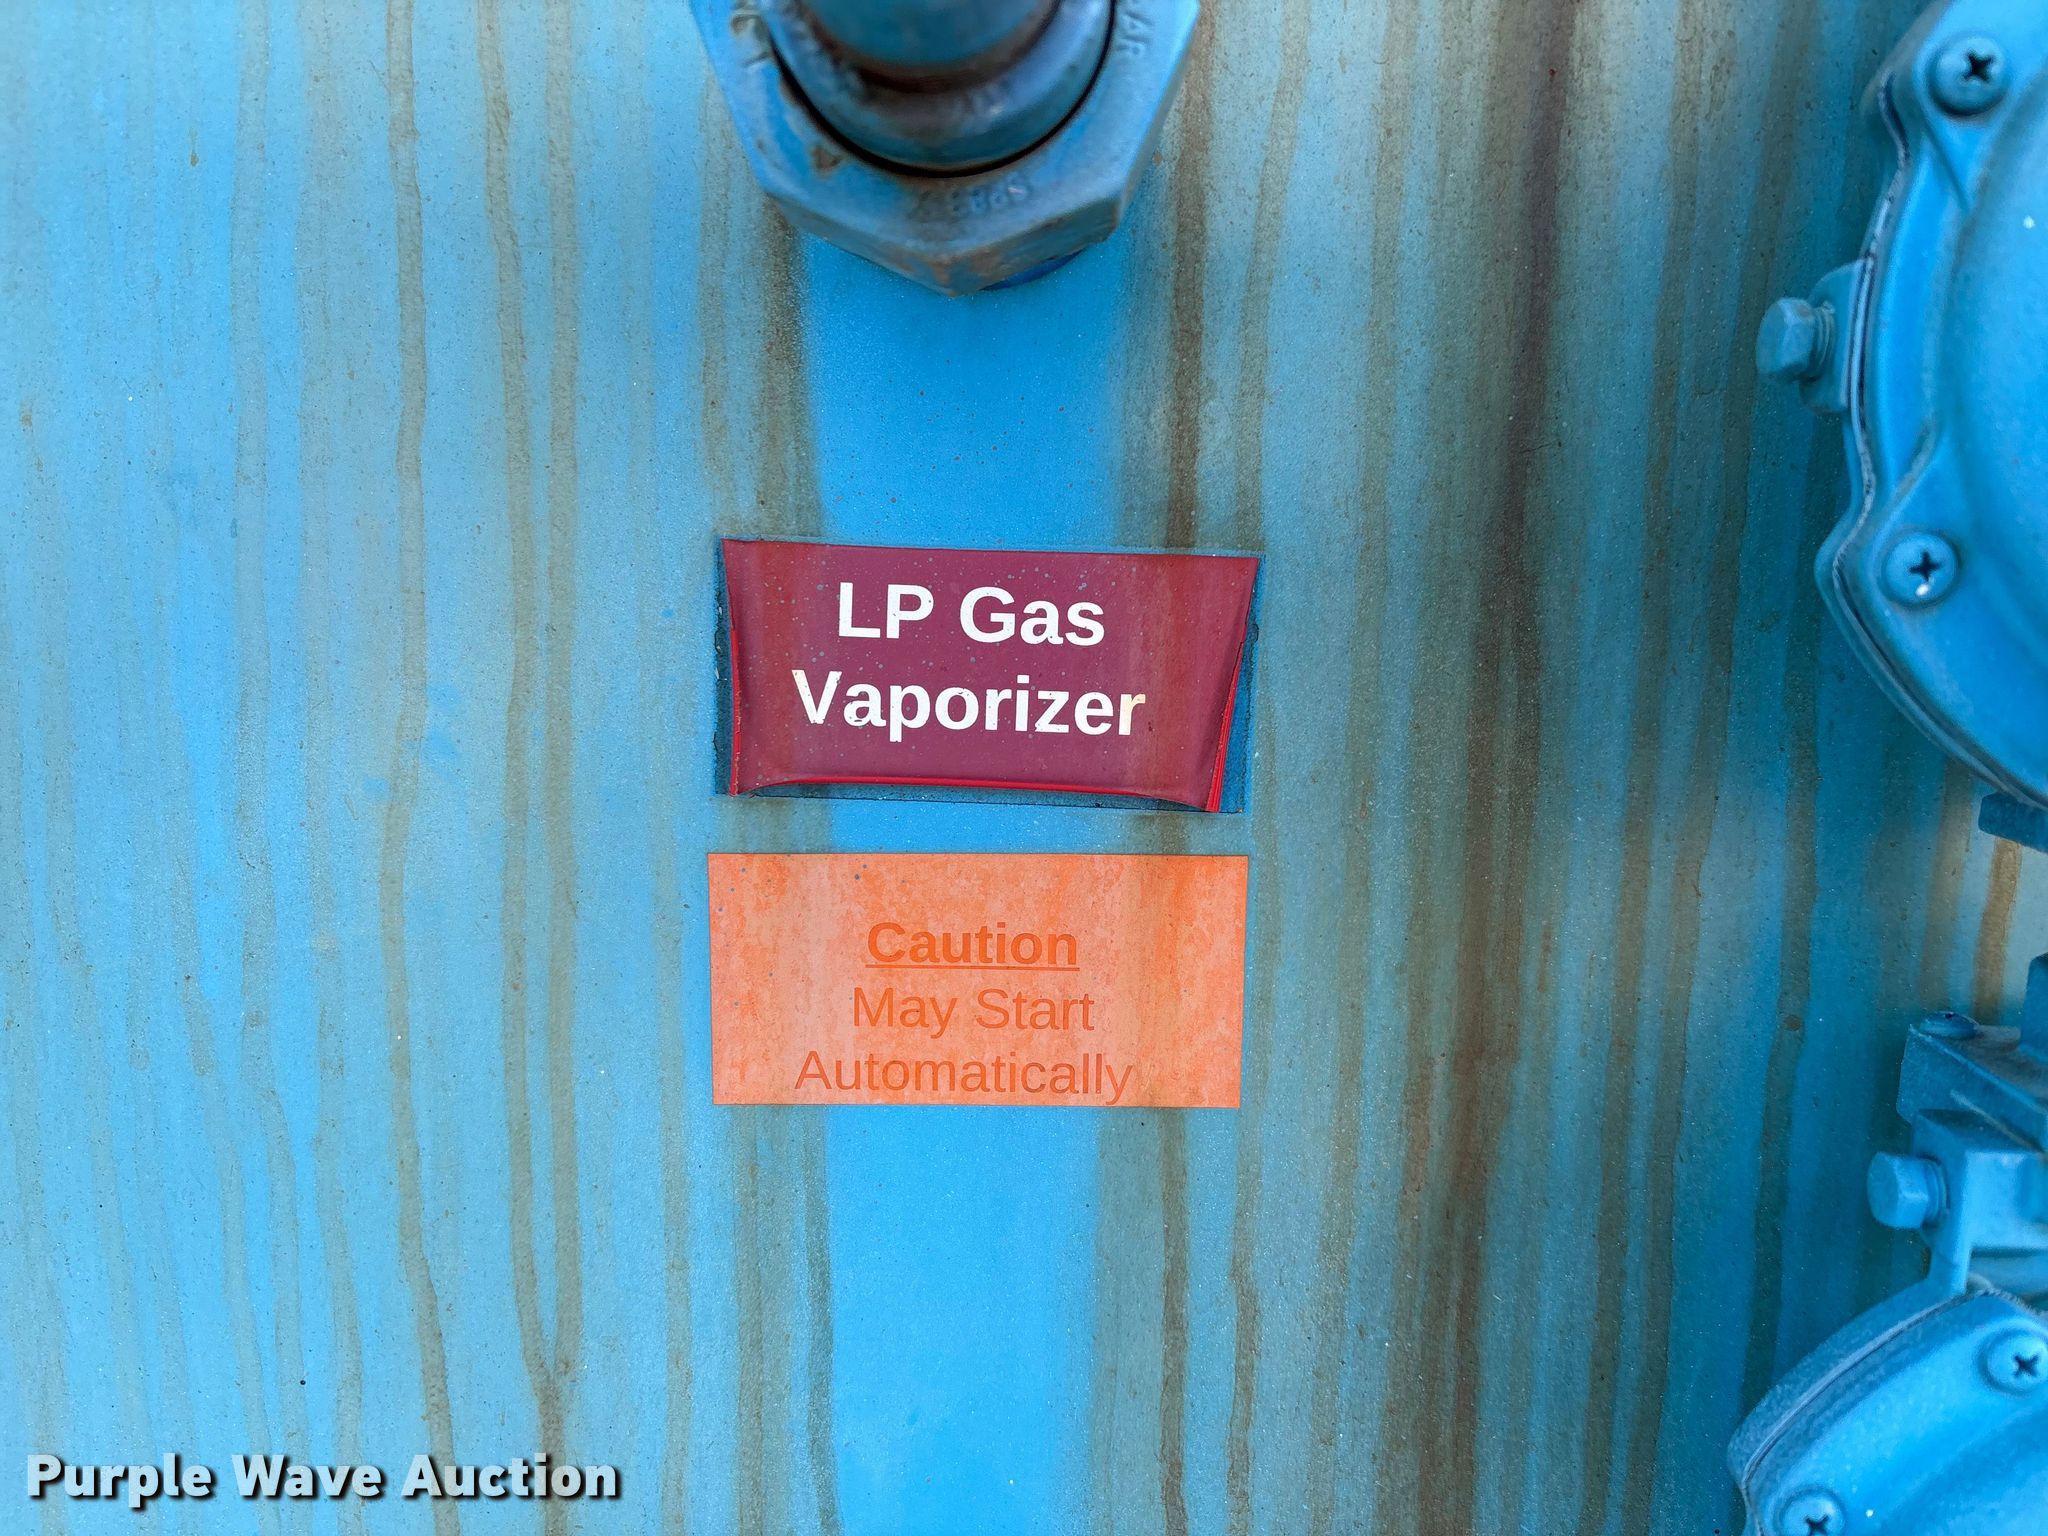 LP Gas
Vaporizer
Caution
May Start
Automatically
Purple Wave Auction